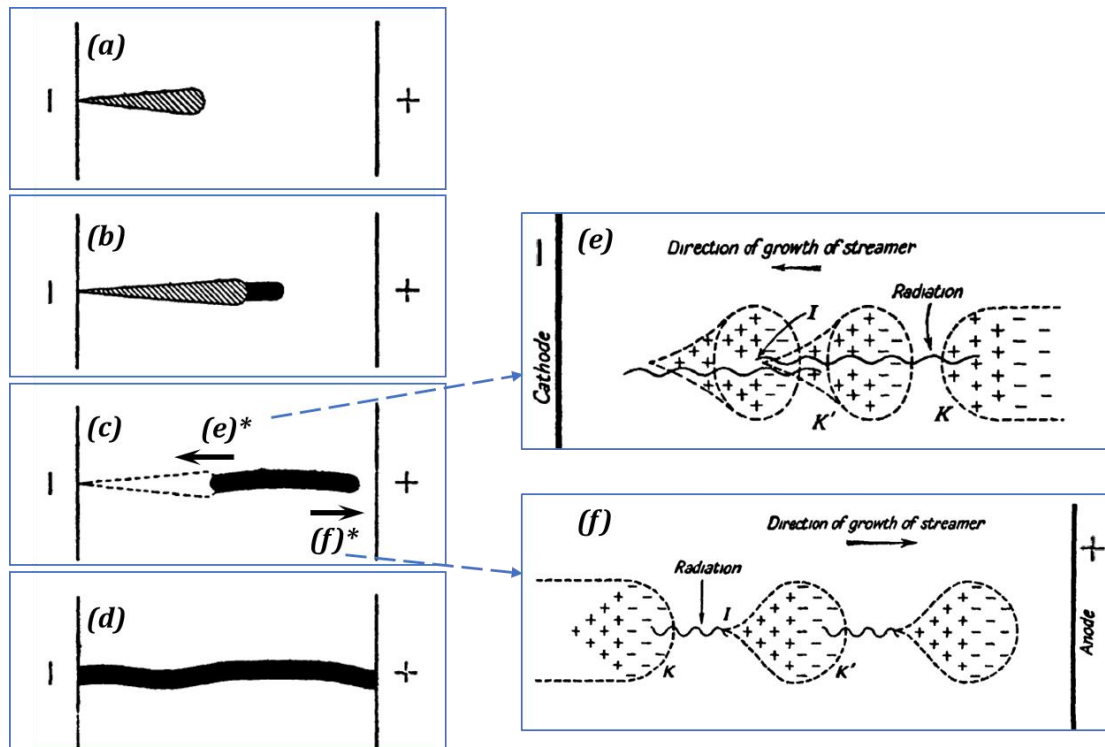 (a)
− +
(b)
− +
(c)
(e)*
− +
(f)*
(d)
− +
− (e)
Direction of growth of streamer
Radiation
I
+ + + + − − + + + − − + + − −
K' K
Cathode
(f)
Direction of growth of streamer
+
Radiation
I
+ + + − − + + + − − + + + − −
K K'
Anode